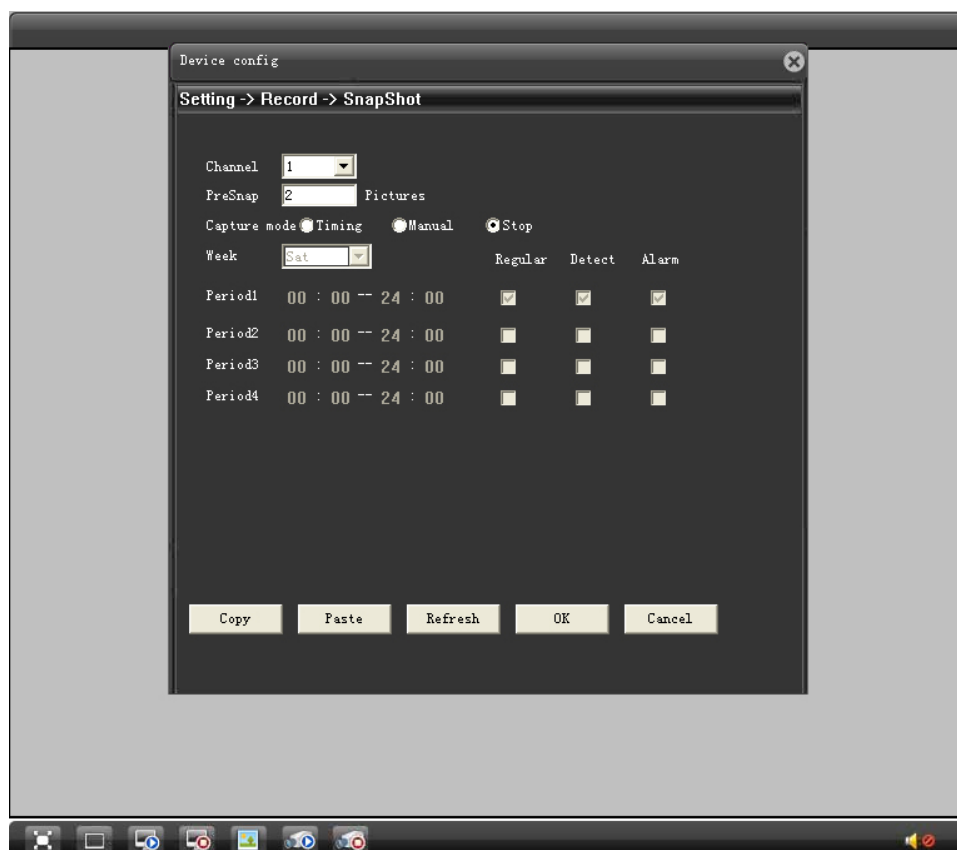 Device config
Setting -> Record -> SnapShot
Channel 1
PreSnap 2 Pictures
Capture mode Timing Manual Stop
Week Sat Regular Detect Alarm
Period1 00 : 00 -- 24 : 00
Period2 00 : 00 -- 24 : 00
Period3 00 : 00 -- 24 : 00
Period4 00 : 00 -- 24 : 00
Copy Paste Refresh OK Cancel